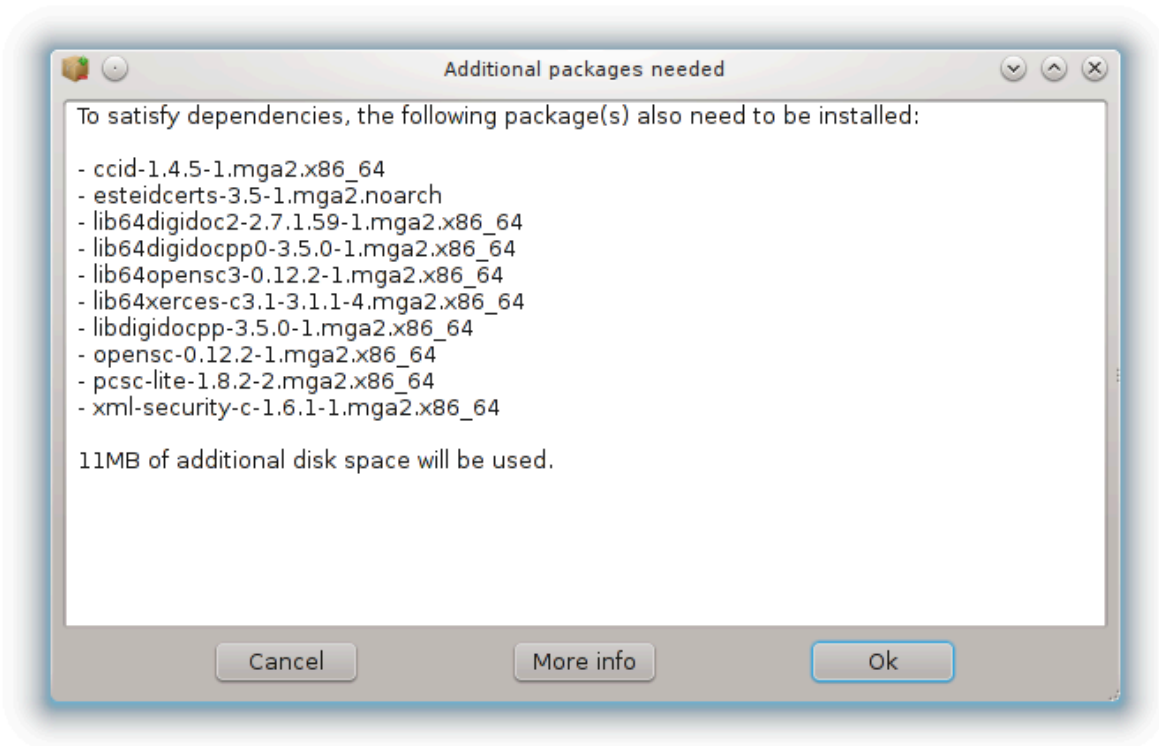 Additional packages needed
To satisfy dependencies, the following package(s) also need to be installed:
- ccid-1.4.5-1.mga2.x86_64
- esteidcerts-3.5-1.mga2.noarch
- lib64digidoc2-2.7.1.59-1.mga2.x86_64
- lib64digidocpp0-3.5.0-1.mga2.x86_64
- lib64opensc3-0.12.2-1.mga2.x86_64
- lib64xerces-c3.1-3.1.1-4.mga2.x86_64
- libdigidocpp-3.5.0-1.mga2.x86_64
- opensc-0.12.2-1.mga2.x86_64
- pcsc-lite-1.8.2-2.mga2.x86_64
- xml-security-c-1.6.1-1.mga2.x86_64
11MB of additional disk space will be used.
Cancel More info Ok